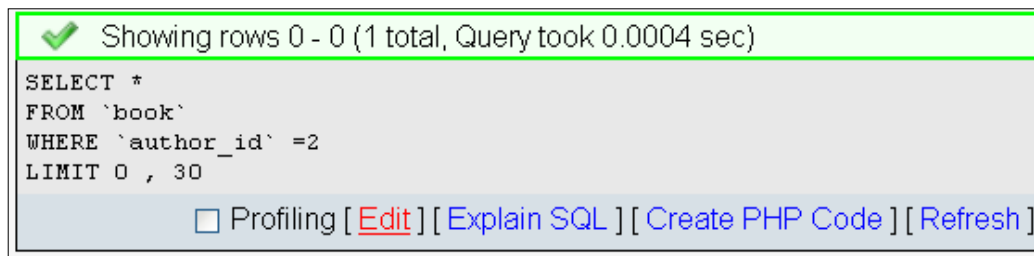 Showing rows 0 - 0 (1 total, Query took 0.0004 sec)
SELECT *
FROM `book`
WHERE `author_id` =2
LIMIT 0 , 30
Profiling [ Edit ] [ Explain SQL ] [ Create PHP Code ] [ Refresh ]